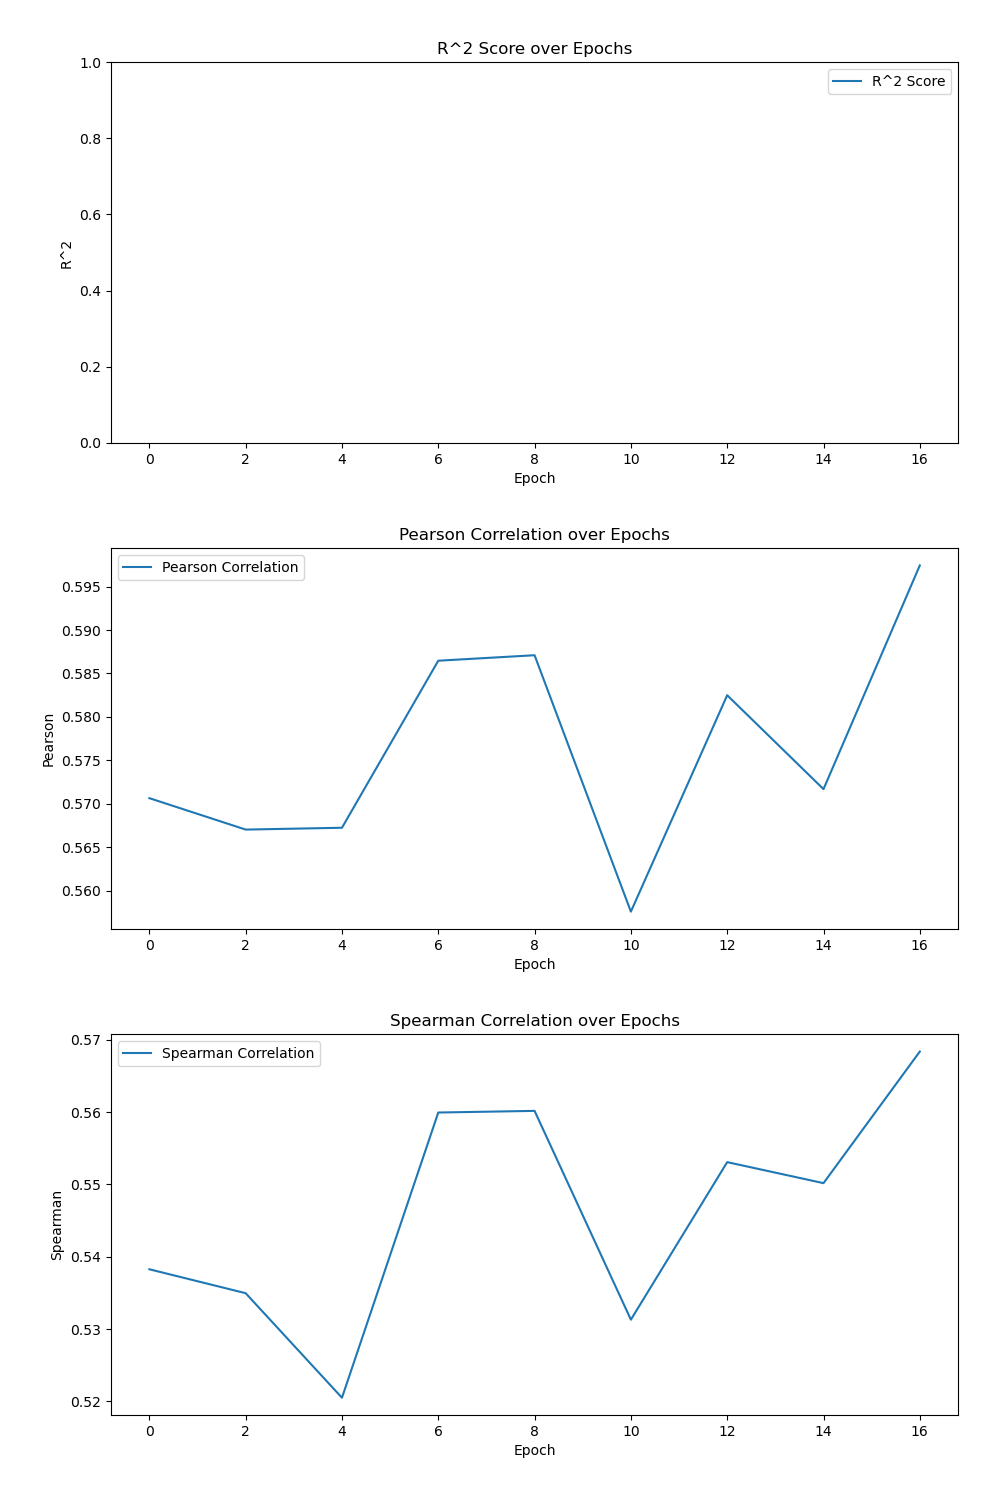 R^2 Score over Epochs
R^2 Score
1.0
0.8
0.6
0.4
0.2
0.0
R^2
0 2 4 6 8 10 12 14 16
Epoch
Pearson Correlation over Epochs
Pearson Correlation
0.595
0.590
0.585
0.580
0.575
0.570
0.565
0.560
Pearson
0 2 4 6 8 10 12 14 16
Epoch
Spearman Correlation over Epochs
Spearman Correlation
0.57
0.56
0.55
0.54
0.53
0.52
Spearman
0 2 4 6 8 10 12 14 16
Epoch